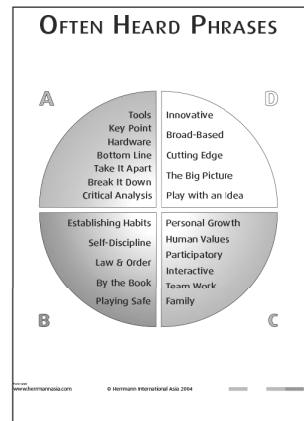 OFTEN HEARD PHRASES
A
D
Tools
Key Point
Hardware
Bottom Line
Take It Apart
Break It Down
Critical Analysis
Innovative
Broad-Based
Cutting Edge
The Big Picture
Play with an Idea
Establishing Habits
Self-Discipline
Law & Order
By the Book
Playing Safe
Personal Growth
Human Values
Participatory
Interactive
Team Work
Family
B
C
www.herrmannasia.com
© Herrmann International Asia 2004